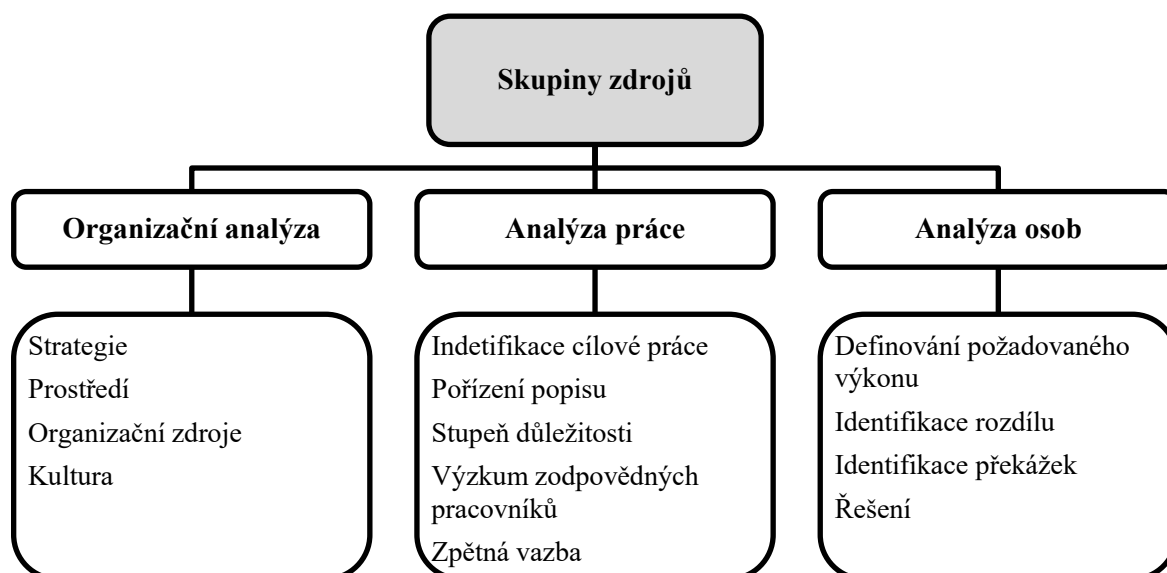 Skupiny zdrojů
Organizační analýza
Analýza práce
Analýza osob
Strategie
Prostředí
Organizační zdroje
Kultura
Indetifikace cílové práce
Pořízení popisu
Stupeň důležitosti
Výzkum zodpovědných
pracovníků
Zpětná vazba
Definování požadovaného
výkonu
Identifikace rozdílu
Identifikace překážek
Řešení